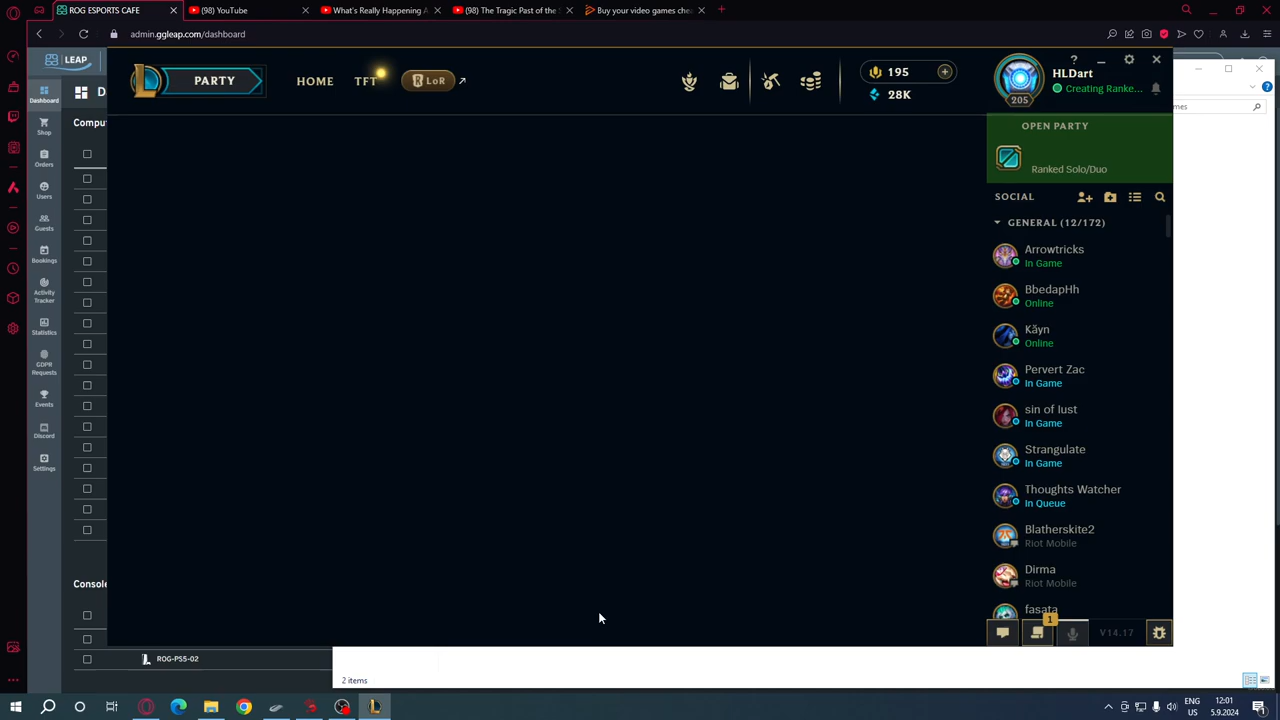 ROG ESPORTS CAFE
(98) YouTube
What's Really Happening A
(98) The Tragic Past of the
Buy your video games chea
admin.ggleap.com/dashboard
LEAP
PARTY
HOME
TFT
LoR
195
28K
205
HLDart
Creating Ranke...
Dashboard
D
Compu
OPEN PARTY
Ranked Solo/Duo
mes
Shop
Orders
Users
Guests
Bookings
Activity
Tracker
Statistics
GDPR
Requests
Events
Discord
Settings
SOCIAL
GENERAL (12/172)
Arrowtricks
In Game
BbedapHh
Online
Kãyn
Online
Pervert Zac
In Game
sin of lust
In Game
Strangulate
In Game
Thoughts Watcher
In Queue
Blatherskite2
Riot Mobile
Dirma
Riot Mobile
fasata
1
V14.17
Console
ROG-PS5-02
2 items
ENG
US
12:01
5.9.2024
1